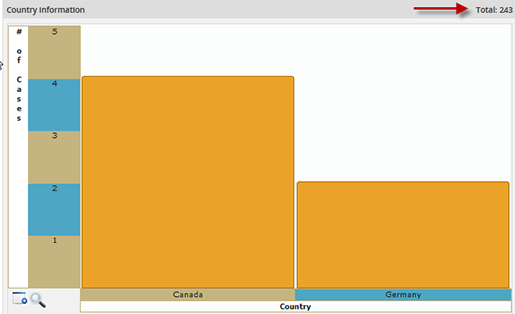 Country Information
Total: 243
# of Cases
5
4
3
2
1
Canada
Germany
Country